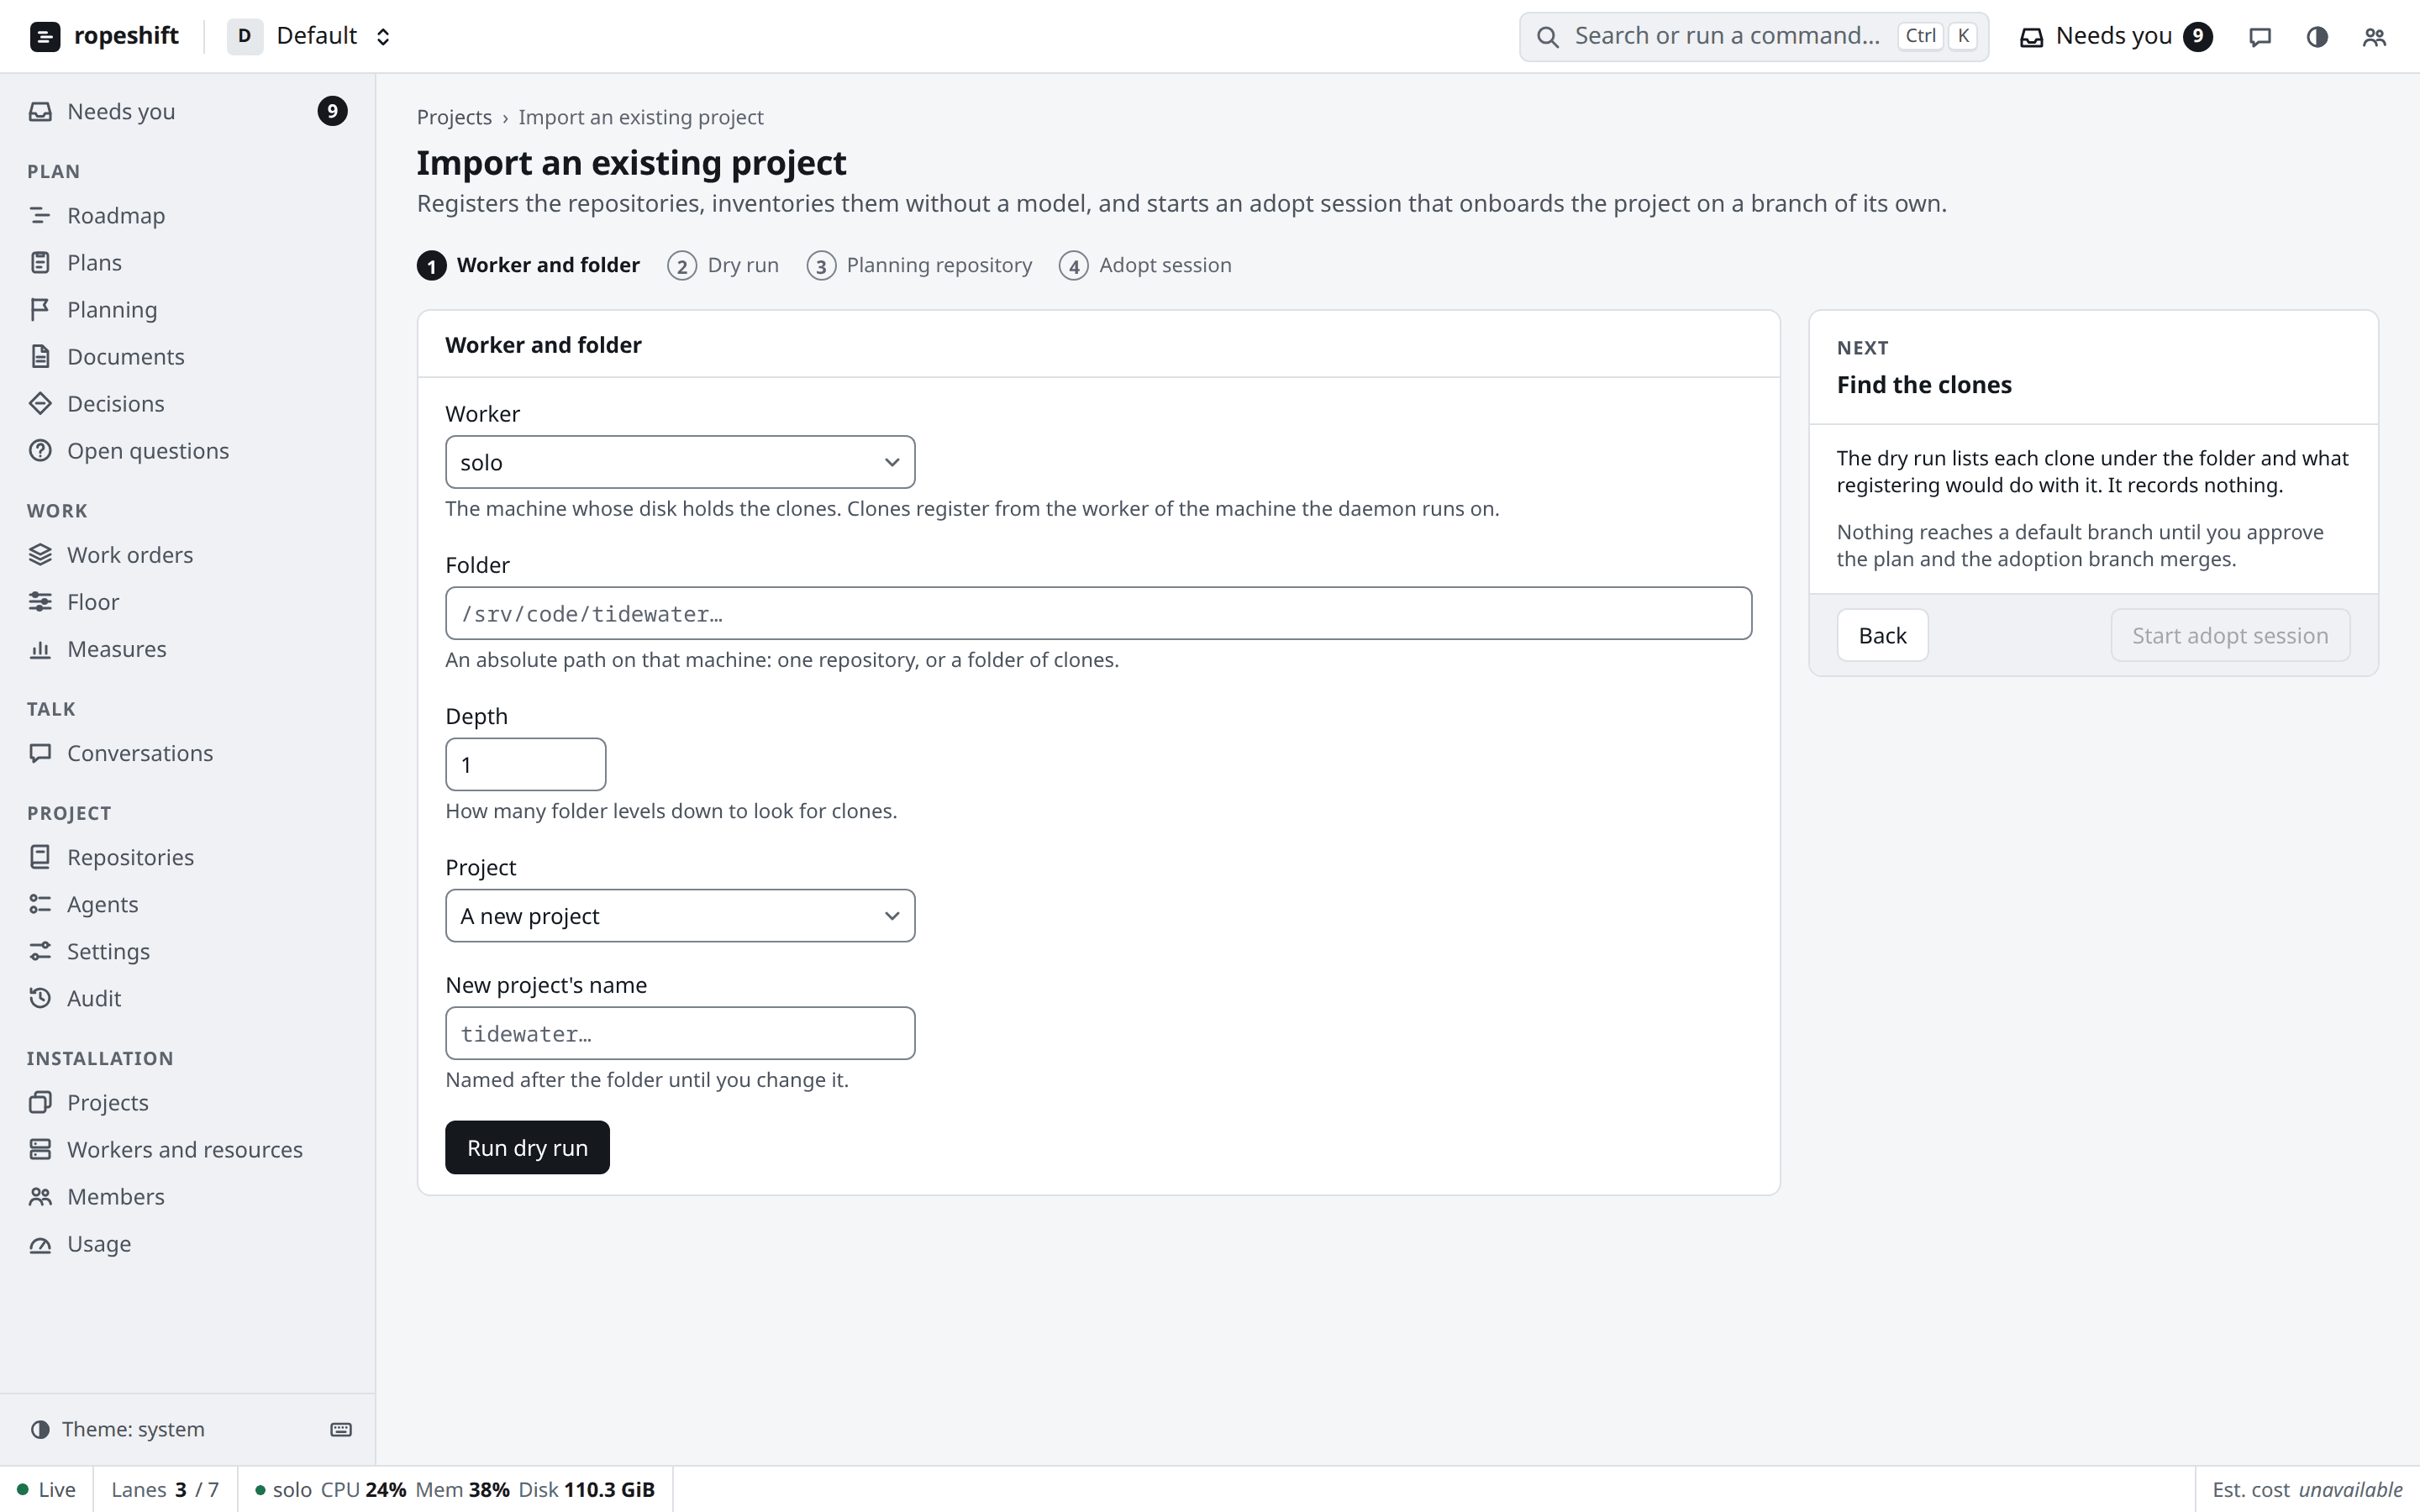 ropeshift
D Default
Search or run a command... Ctrl K
Needs you 9
Needs you 9
PLAN
Roadmap
Plans
Planning
Documents
Decisions
Open questions
WORK
Work orders
Floor
Measures
TALK
Conversations
PROJECT
Repositories
Agents
Settings
Audit
INSTALLATION
Projects
Workers and resources
Members
Usage
Theme: system
Projects › Import an existing project
Import an existing project
Registers the repositories, inventories them without a model, and starts an adopt session that onboards the project on a branch of its own.
1 Worker and folder 2 Dry run 3 Planning repository 4 Adopt session
Worker and folder
Worker
solo
The machine whose disk holds the clones. Clones register from the worker of the machine the daemon runs on.
Folder
/srv/code/tidewater…
An absolute path on that machine: one repository, or a folder of clones.
Depth
1
How many folder levels down to look for clones.
Project
A new project
New project's name
tidewater…
Named after the folder until you change it.
Run dry run
NEXT
Find the clones
The dry run lists each clone under the folder and what
registering would do with it. It records nothing.
Nothing reaches a default branch until you approve
the plan and the adoption branch merges.
Back
Start adopt session
Live
Lanes 3 / 7
solo CPU 24% Mem 38% Disk 110.3 GiB
Est. cost unavailable